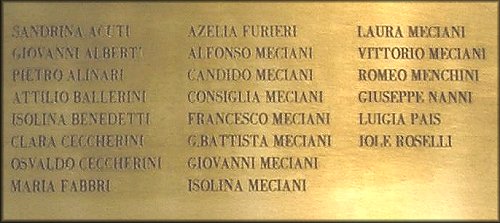 SANDRINA ACUTI
GIOVANNI ALBERTI
PIETRO ALINARI
ATTILIO BALLERINI
ISOLINA BENEDETTI
CLARA CECCHERINI
OSVALDO CECCHERINI
MARIA FABBRI
AZELIA FURIERI
ALFONSO MECIANI
CANDIDO MECIANI
CONSIGLIA MECIANI
FRANCESCO MECIANI
G.BATTISTA MECIANI
GIOVANNI MECIANI
ISOLINA MECIANI
LAURA MECIANI
VITTORIO MECIANI
ROMEO MENCHINI
GIUSEPPE NANNI
LUIGIA PAIS
IOLE ROSELLI